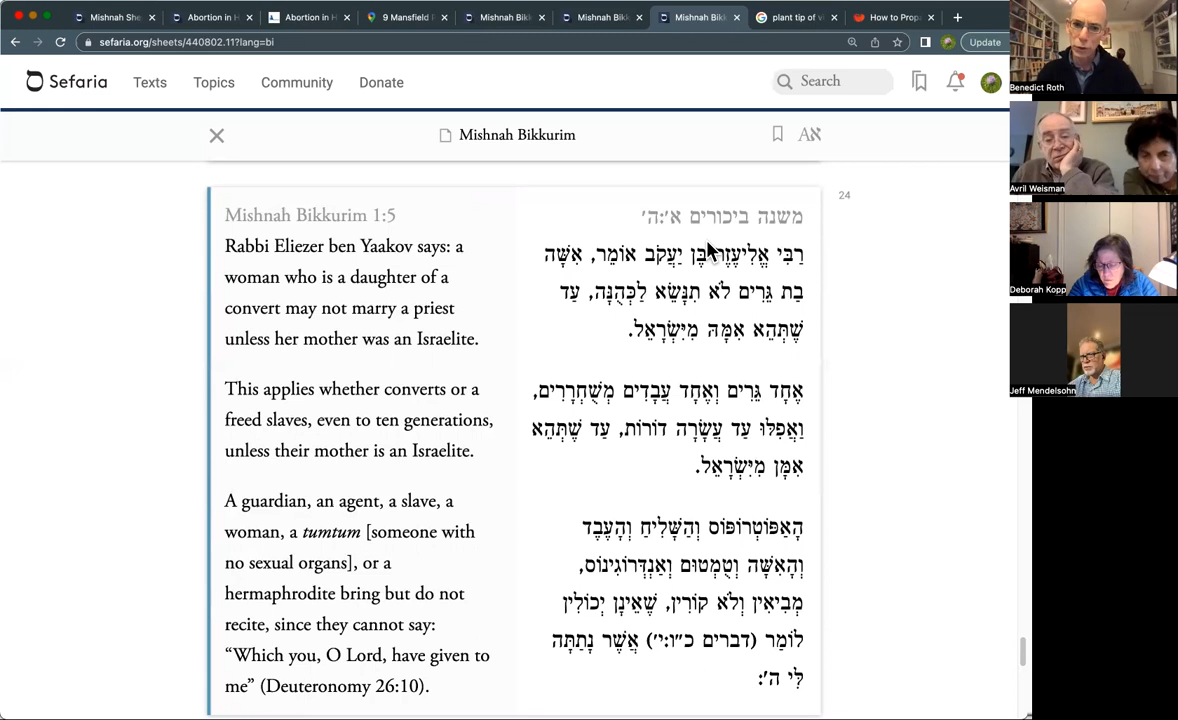 Mishnah She
Abortion in H
Abortion in H
9 Mansfield
Mishnah Bikk
Mishnah Bikk
Mishnah Bikk
plant tip of vi
How to Propa
sefaria.org/sheets/440802.11?lang=bi
Update
Sefaria
Texts
Topics
Community
Donate
Search
Mishnah Bikkurim
Aא
24
Mishnah Bikkurim 1:5
Rabbi Eliezer ben Yaakov says: a
woman who is a daughter of a
convert may not marry a priest
unless her mother was an Israelite.
This applies whether converts or a
freed slaves, even to ten generations,
unless their mother is an Israelite.
A guardian, an agent, a slave, a
woman, a tumtum [someone with
no sexual organs], or a
hermaphrodite bring but do not
recite, since they cannot say:
“Which you, O Lord, have given to
me” (Deuteronomy 26:10).
משנה ביכורים א׳:ה׳
רַבִּי אֱלִיעֶזֶר בֶּן יַעֲקֹב אוֹמֵר, אִשָּׁה
בַת גֵּרִים לֹא תִנָּשֵׂא לַכְּהֻנָּה, עַד
שֶׁתְּהֵא אִמָּהּ מִיִּשְׂרָאֵל.
אֶחָד גֵּרִים וְאֶחָד עֲבָדִים מְשֻׁחְרָרִים,
וַאֲפִלּוּ עַד עֲשָׂרָה דוֹרוֹת, עַד שֶׁתְּהֵא
אִמָּן מִיִּשְׂרָאֵל.
הָאַפּוֹטְרוֹפּוֹס וְהַשָּׁלִיחַ וְהָעֶבֶד
וְהָאִשָּׁה וְטֻמְטוּם וְאַנְדְּרוֹגִינוֹס,
מְבִיאִין וְלֹא קוֹרִין, שֶׁאֵינָן יְכוֹלִין
לוֹמַר (דברים כ״ו:י׳) אֲשֶׁר נָתַתָּה
לִּי ה׳:
Benedict Roth
Avril Weisman
Deborah Kopp
Jeff Mendelsohn